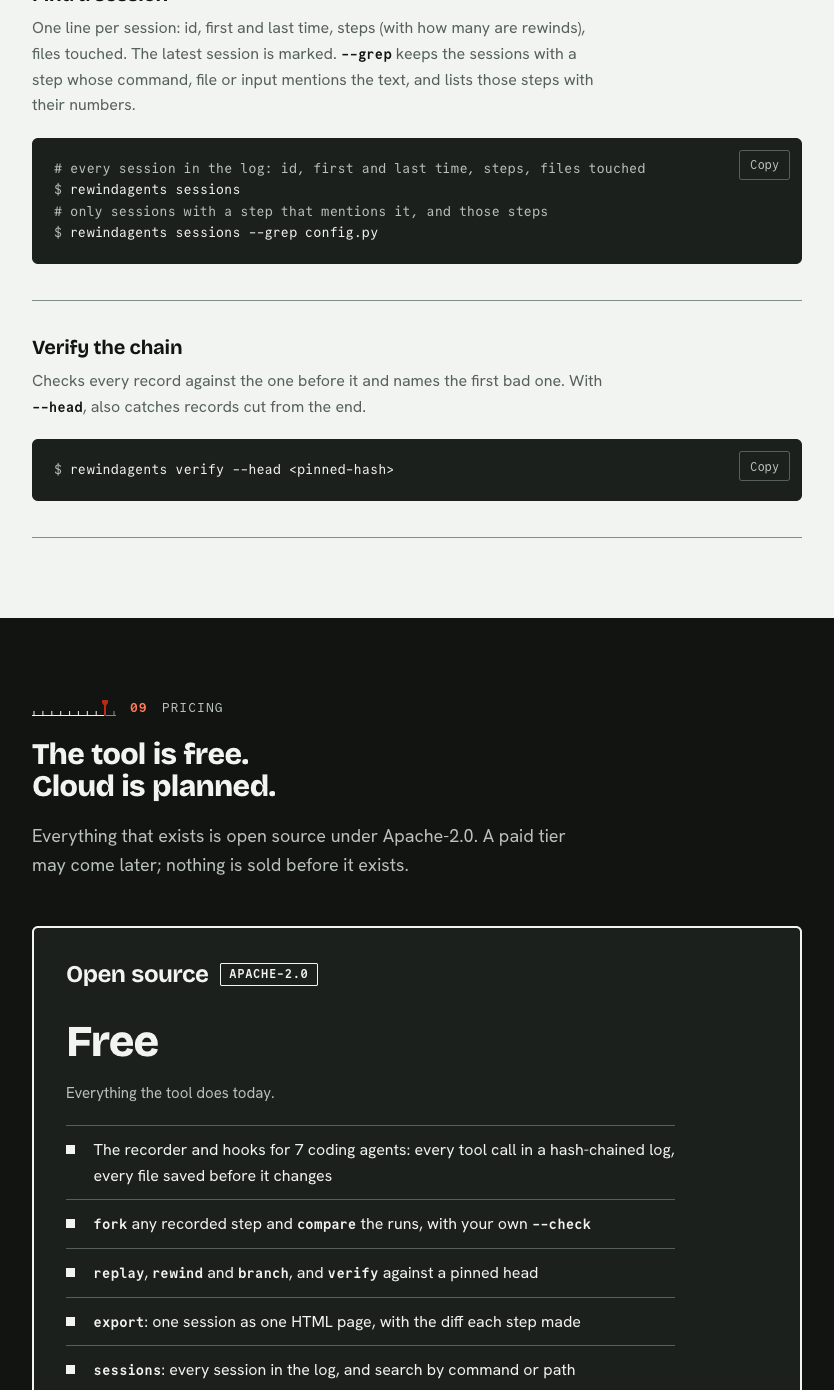 One line per session: id, first and last time, steps (with how many are rewinds),
files touched. The latest session is marked. --grep keeps the sessions with a
step whose command, file or input mentions the text, and lists those steps with
their numbers.
# every session in the log: id, first and last time, steps, files touched
Copy
$ rewindagents sessions
# only sessions with a step that mentions it, and those steps
$ rewindagents sessions --grep config.py
Verify the chain
Checks every record against the one before it and names the first bad one. With
--head, also catches records cut from the end.
$ rewindagents verify --head <pinned-hash>
Copy
09 PRICING
The tool is free.
Cloud is planned.
Everything that exists is open source under Apache-2.0. A paid tier
may come later; nothing is sold before it exists.
Open source APACHE-2.0
Free
Everything the tool does today.
The recorder and hooks for 7 coding agents: every tool call in a hash-chained log,
every file saved before it changes
fork any recorded step and compare the runs, with your own --check
replay, rewind and branch, and verify against a pinned head
export: one session as one HTML page, with the diff each step made
sessions: every session in the log, and search by command or path